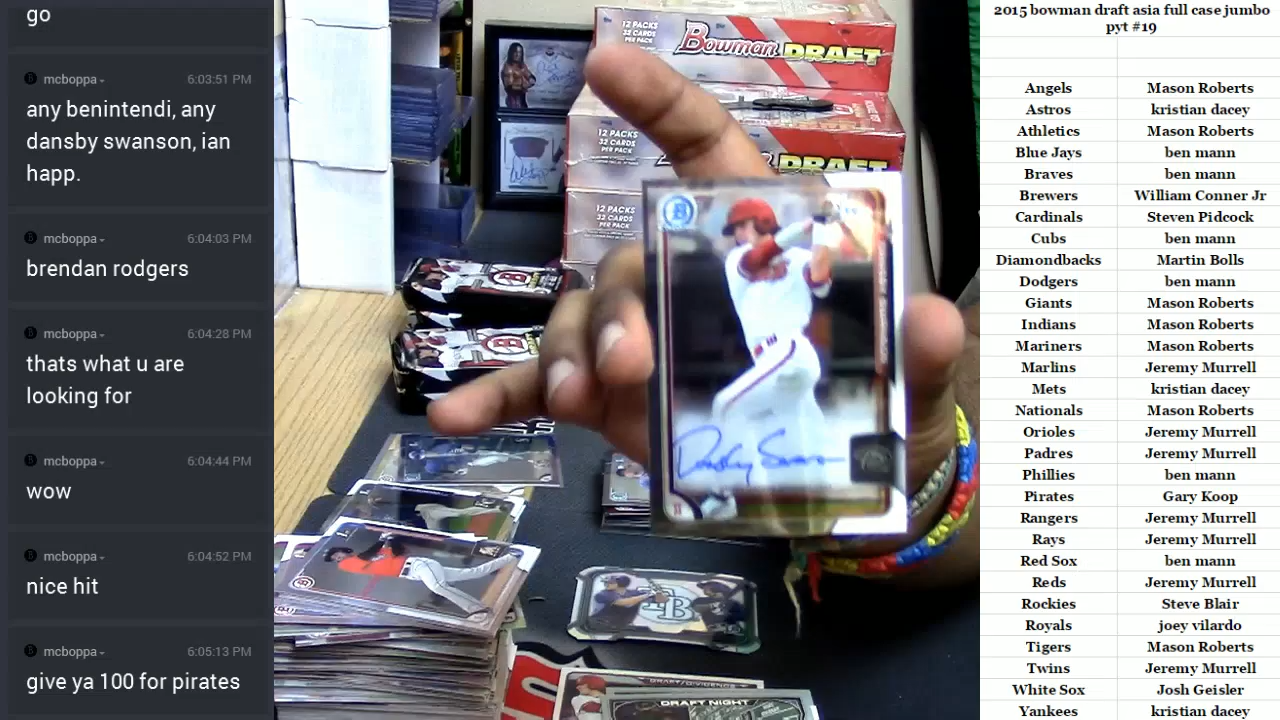 go
mcboppa 6:03:51 PM
any benintendi, any
dansby swanson, ian
happ.
mcboppa 6:04:03 PM
brendan rodgers
mcboppa 6:04:28 PM
thats what u are
looking for
mcboppa 6:04:44 PM
wow
mcboppa 6:04:52 PM
nice hit
mcboppa 6:05:13 PM
give ya 100 for pirates
12 PACKS
32 CARDS
PER PACK
Bowman DRAFT
12 PACKS
32 CARDS
PER PACK
DRAFT
12 PACKS
32 CARDS
PER PACK
B
TB
DRAFT DIVIDENDS
DRAFT NIGHT
2015 bowman draft asia full case jumbo
pyt #19
Angels Mason Roberts
Astros kristian dacey
Athletics Mason Roberts
Blue Jays ben mann
Braves ben mann
Brewers William Conner Jr
Cardinals Steven Pidcock
Cubs ben mann
Diamondbacks Martin Bolls
Dodgers ben mann
Giants Mason Roberts
Indians Mason Roberts
Mariners Mason Roberts
Marlins Jeremy Murrell
Mets kristian dacey
Nationals Mason Roberts
Orioles Jeremy Murrell
Padres Jeremy Murrell
Phillies ben mann
Pirates Gary Koop
Rangers Jeremy Murrell
Rays Jeremy Murrell
Red Sox ben mann
Reds Jeremy Murrell
Rockies Steve Blair
Royals joey vilardo
Tigers Mason Roberts
Twins Jeremy Murrell
White Sox Josh Geisler
Yankees kristian dacey